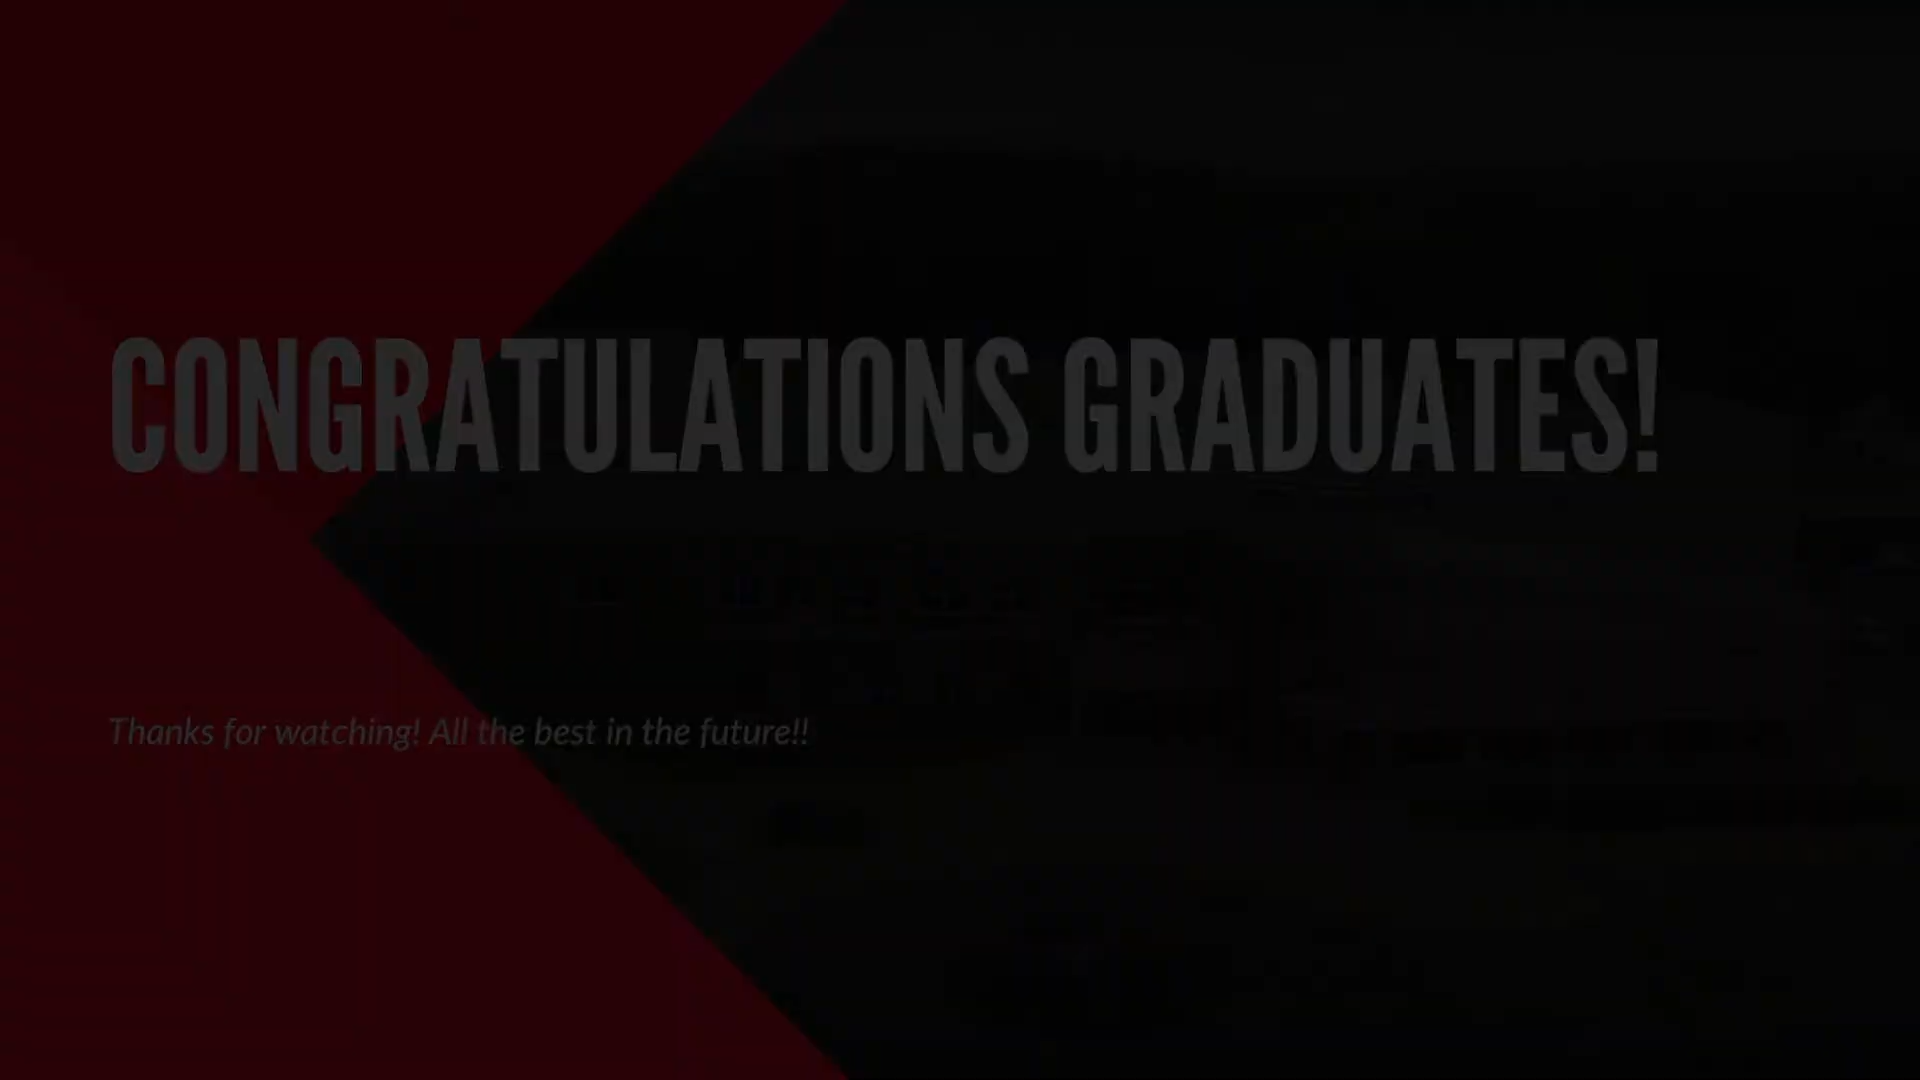 CONGRATULATIONS GRADUATES!
Thanks for watching! All the best in the future!!